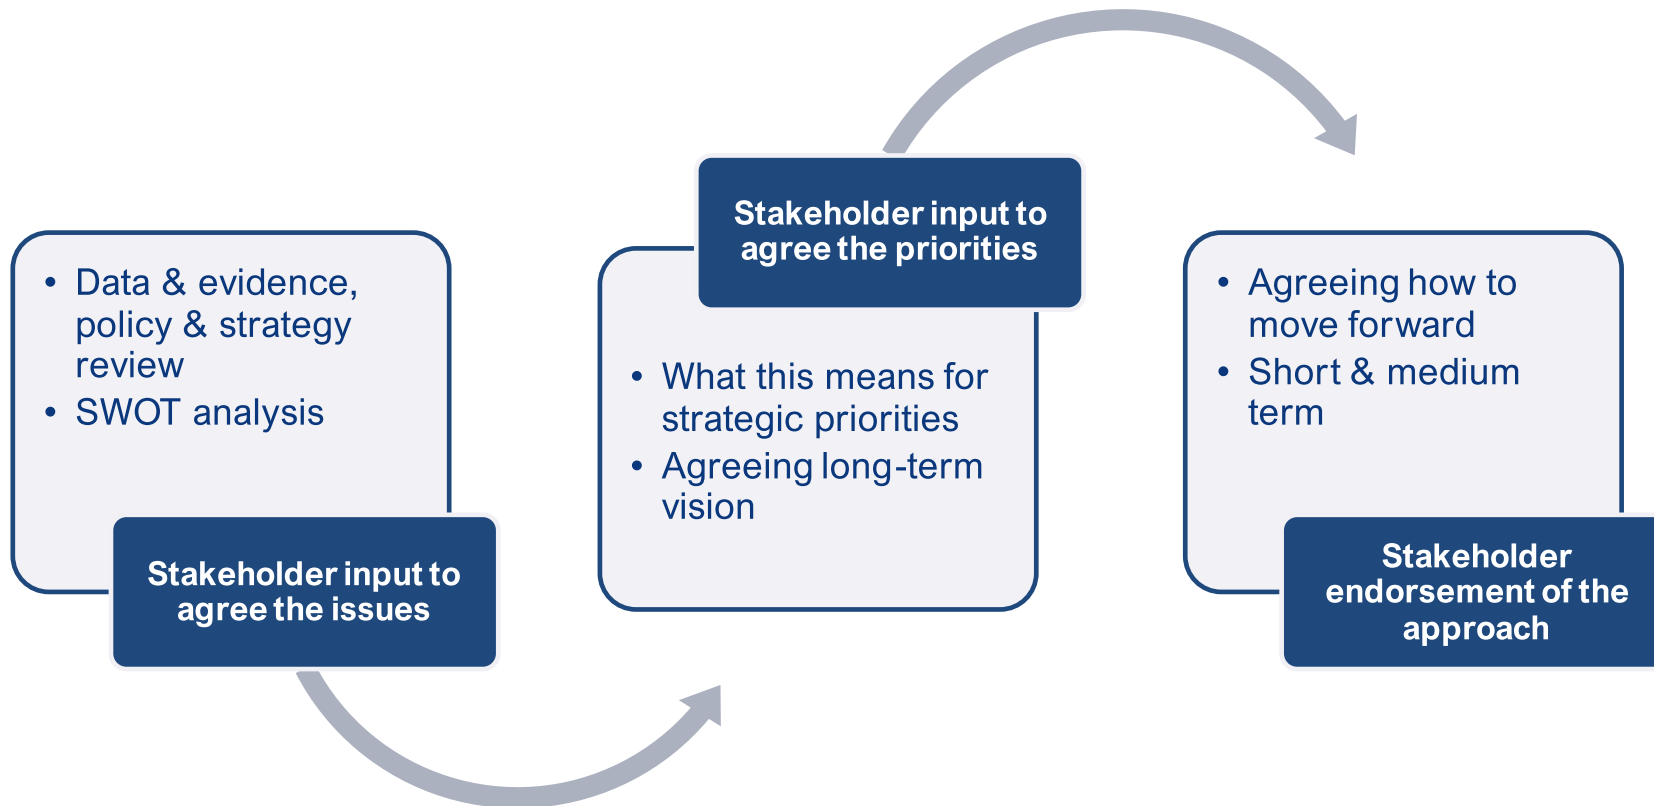 • Data & evidence,
policy & strategy
review
• SWOT analysis
Stakeholder input to
agree the issues
Stakeholder input to
agree the priorities
• What this means for
strategic priorities
• Agreeing long-term
vision
• Agreeing how to
move forward
• Short & medium
term
Stakeholder
endorsement of the
approach